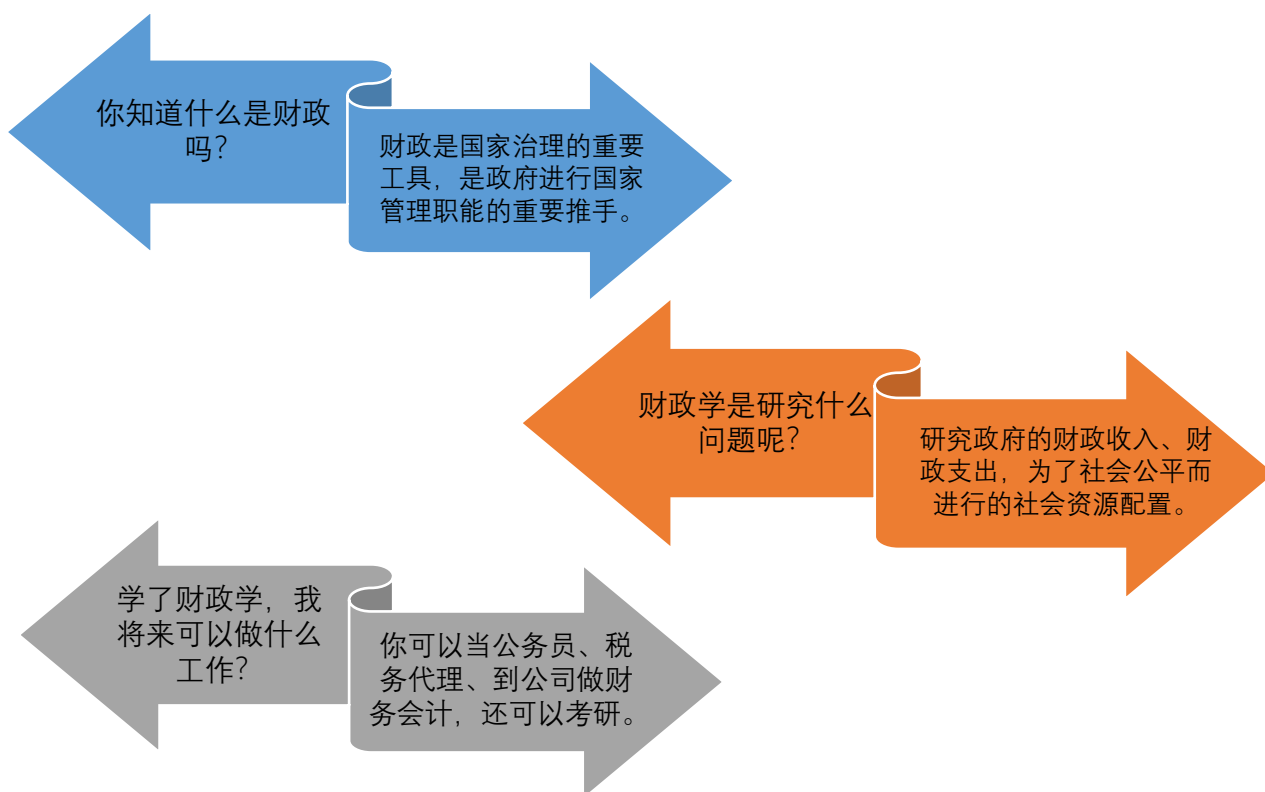 你知道什么是财政
吗？
财政是国家治理的重要
工具，是政府进行国家
管理职能的重要推手。
财政学是研究什么
问题呢？
研究政府的财政收入、财
政支出，为了社会公平而
进行的社会资源配置。
学了财政学，我
将来可以做什么
工作？
你可以当公务员、税
务代理、到公司做财
务会计，还可以考研。